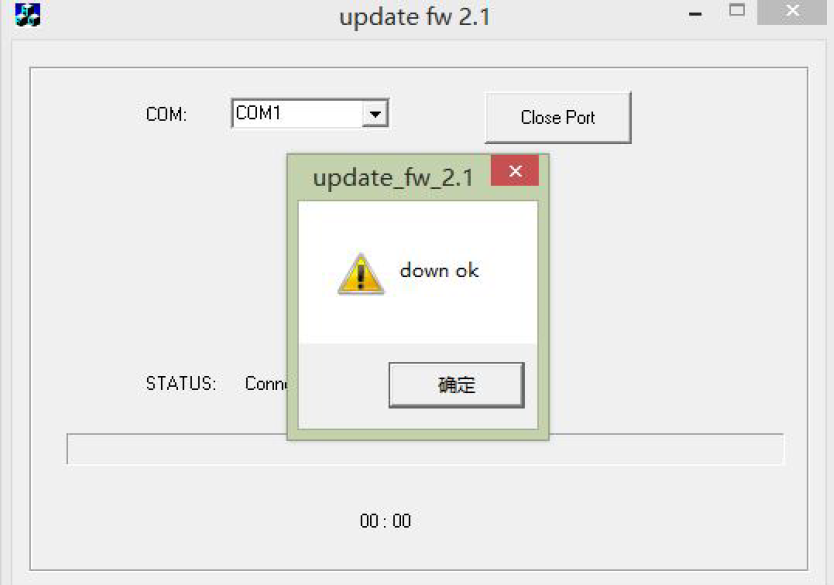 update fw 2.1
COM:
COM1
Close Port
update_fw_2.1
down ok
确定
STATUS:
00 : 00